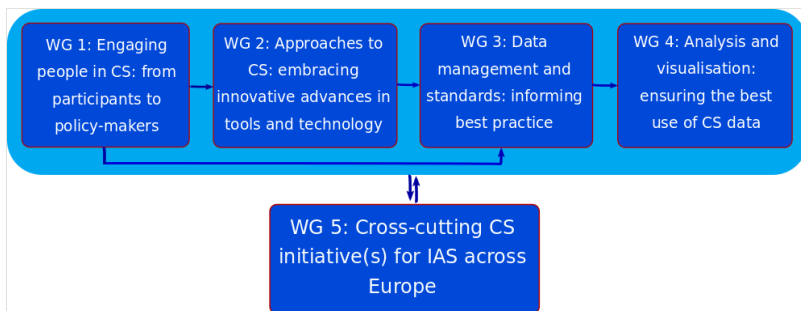 WG 1: Engaging
people in CS: from
participants to
policy-makers
WG 2: Approaches to
CS: embracing
innovative advances in
tools and technology
WG 3: Data
management and
standards: informing
best practice
WG 4: Analysis and
visualisation:
ensuring the best
use of CS data
WG 5: Cross-cutting CS
initiative(s) for IAS across
Europe